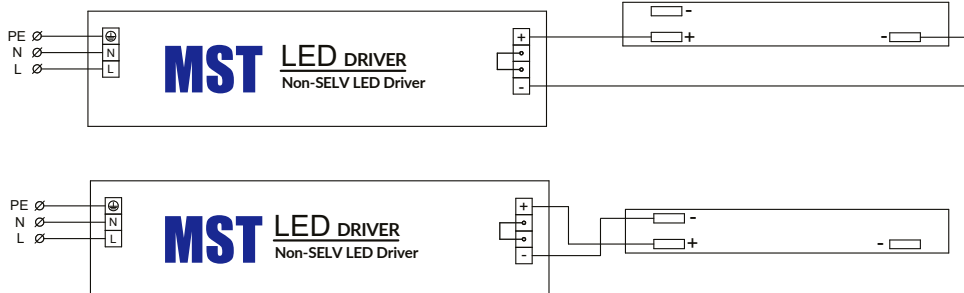 PE
N
L
N
L
MST
LED DRIVER
Non-SELV LED Driver
+
-
-
+
-
PE
N
L
N
L
MST
LED DRIVER
Non-SELV LED Driver
+
-
-
+
-